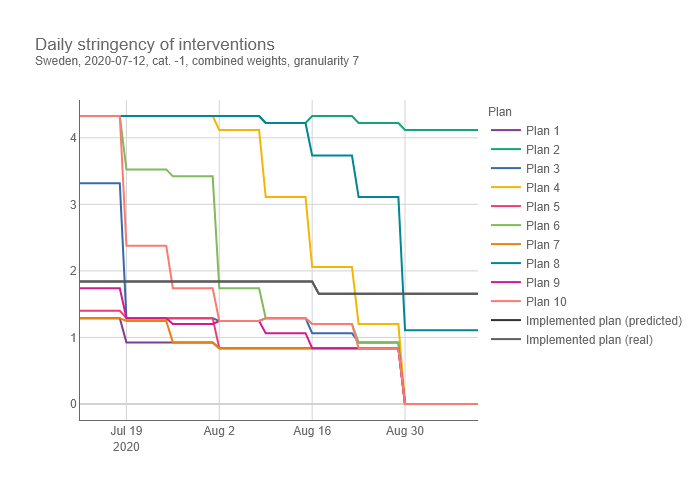 Daily stringency of interventions
Sweden, 2020-07-12, cat. -1, combined weights, granularity 7
Plan
Plan 1
Plan 2
Plan 3
Plan 4
Plan 5
Plan 6
Plan 7
Plan 8
Plan 9
Plan 10
Implemented plan (predicted)
Implemented plan (real)
4
3
2
1
0
Jul 19 Aug 2 Aug 16 Aug 30
2020